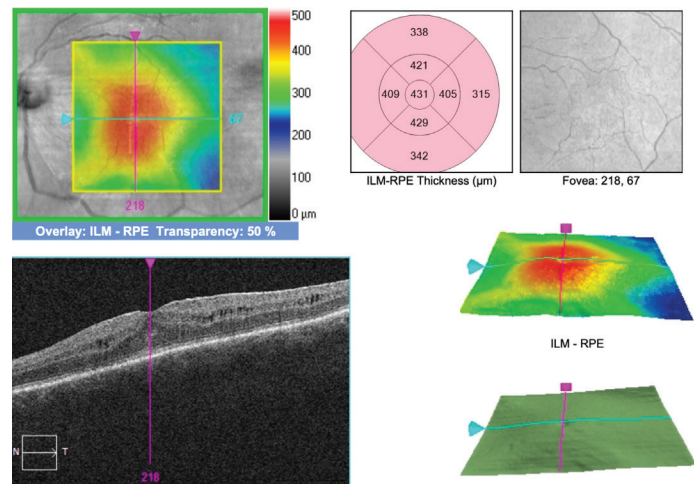 500
400
300
200
100
0 µm
67
218
Overlay: ILM - RPE Transparency: 50 %
338
421
409
431
405
315
429
342
ILM-RPE Thickness (µm)
Fovea: 218, 67
N
T
218
ILM - RPE